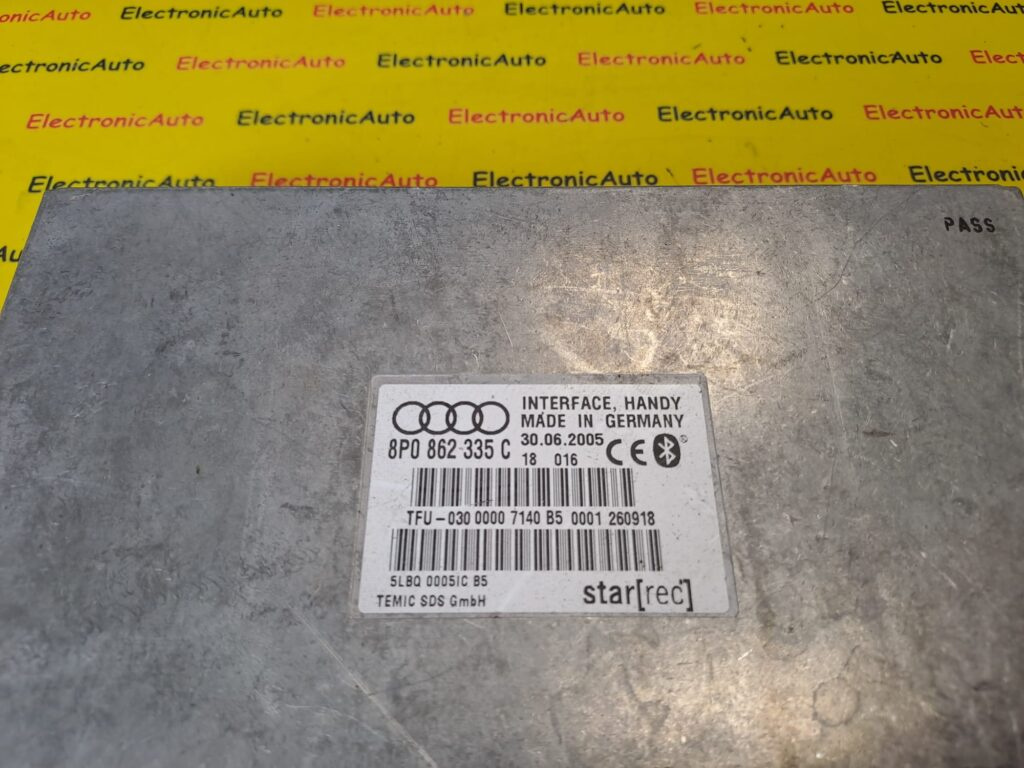 ElectronicAuto ElectronicAuto ElectronicAuto ElectronicAuto ElectronicAuto
ElectronicAuto ElectronicAuto ElectronicAuto ElectronicAuto ElectronicAuto
ElectronicAuto ElectronicAuto ElectronicAuto ElectronicAuto ElectronicAuto
ElectronicAuto ElectronicAuto ElectronicAuto ElectronicAuto
PASS
INTERFACE, HANDY
MADE IN GERMANY
8P0 862 335 C 30.06.2005 CE
18 016
TFU-030 0000 7140 B5 0001 260918
5LBQ 0005IC B5
TEMIC SDS GmbH star[rec]